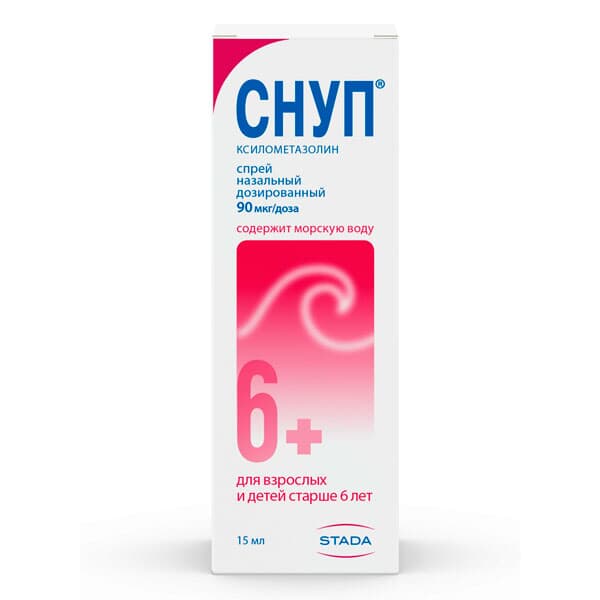 СНУП®
КСИЛОМЕТАЗОЛИН
спрей
назальный
дозированный
90 мкг/доза
содержит морскую воду
6+
для взрослых
и детей старше 6 лет
15 мл
STADA